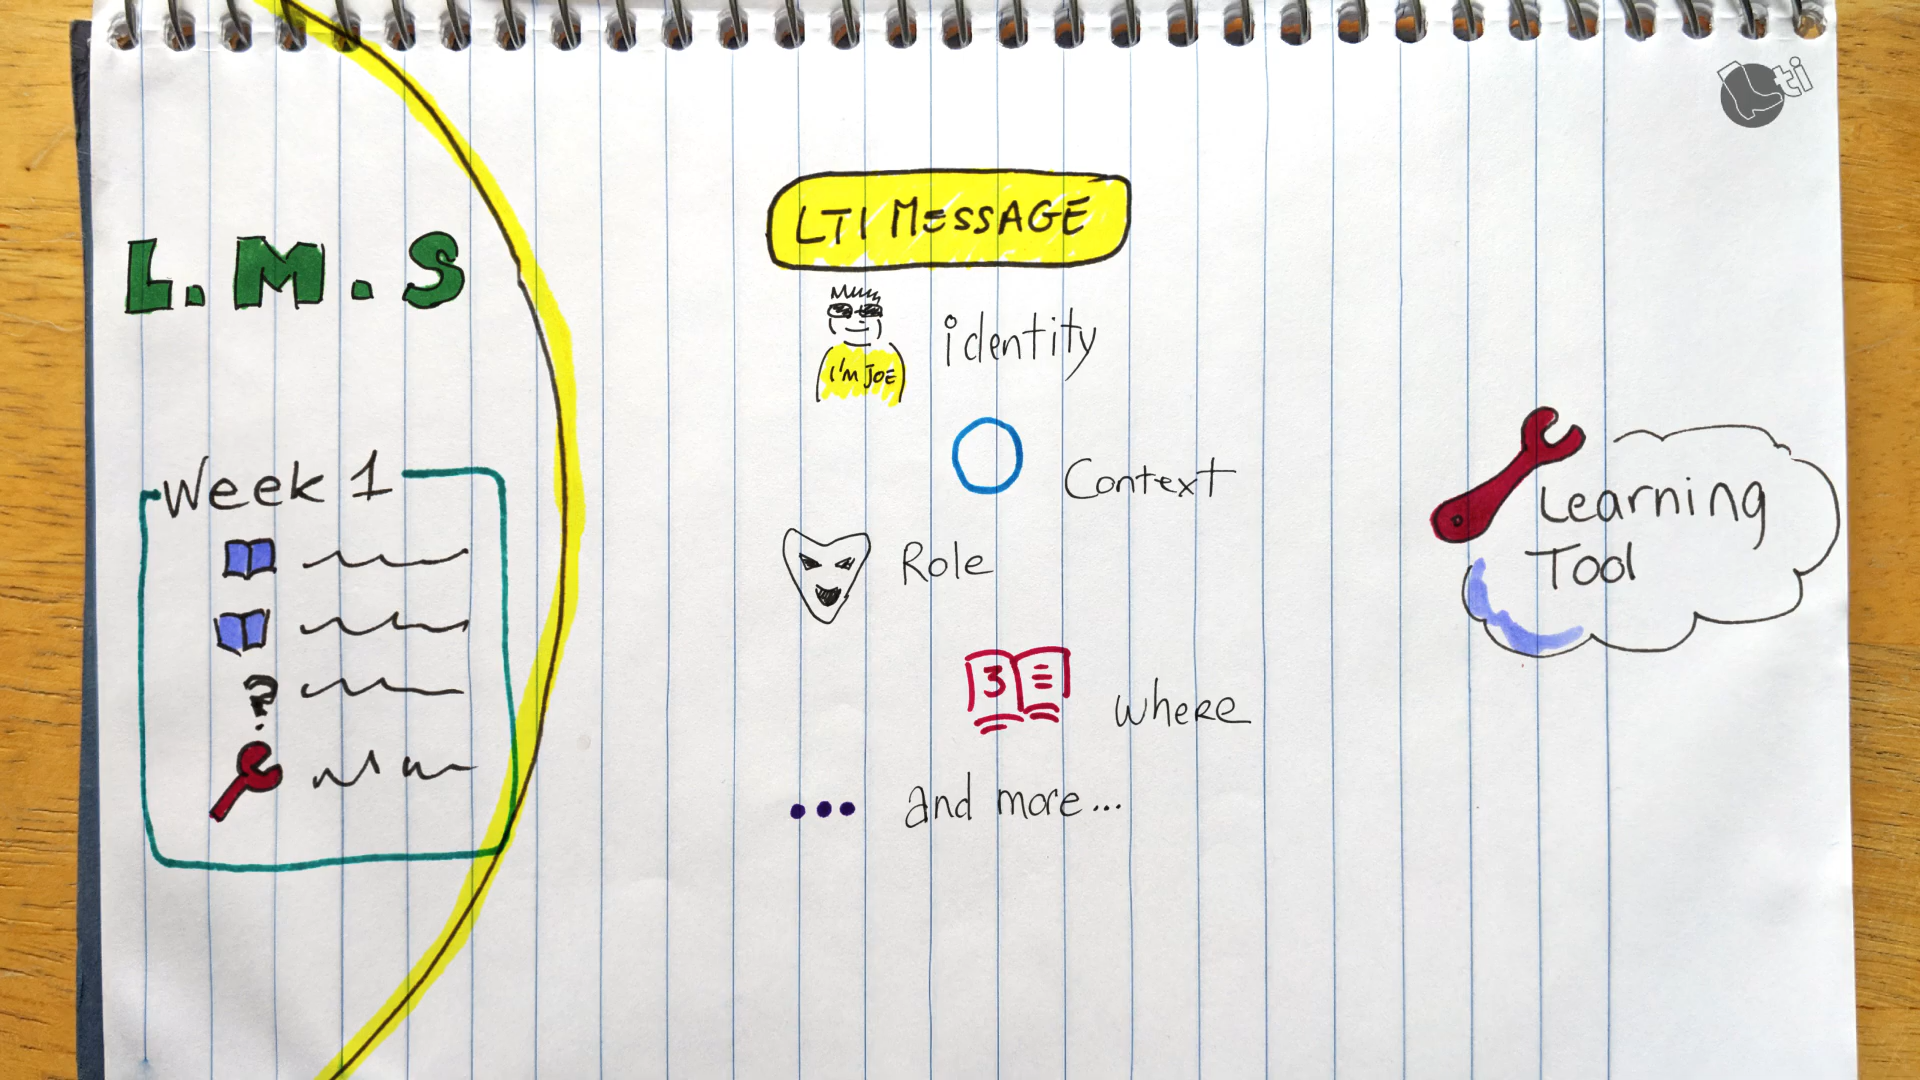 Lti
L.M.S
Week 1
?
LTI MESSAGE
I'M JOE
identity
Context
Role
3
where
... and more...
Learning
Tool